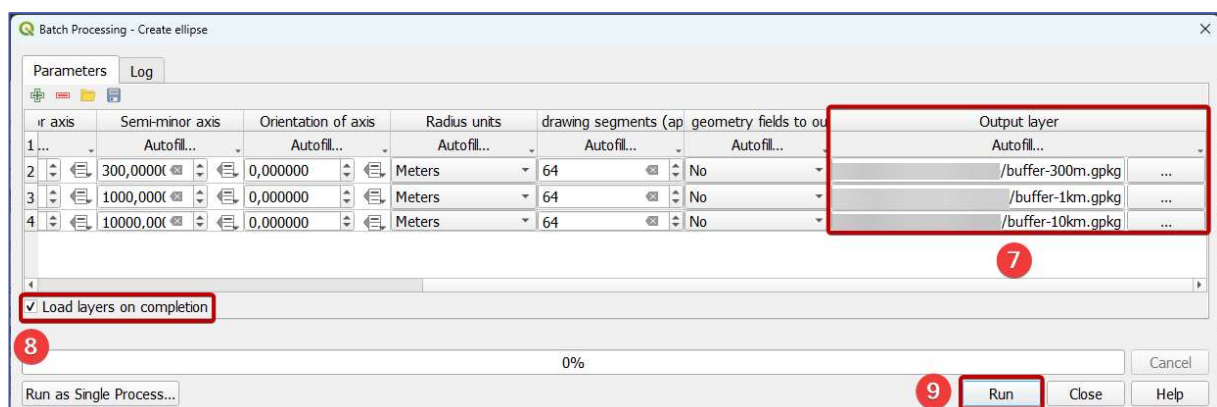 Batch Processing - Create ellipse
Parameters Log
or axis Semi-minor axis Orientation of axis Radius units drawing segments (ap geometry fields to ou Output layer
1 ... Autofill... Autofill... Autofill... Autofill... Autofill... Autofill...
2 300,0000( 0,000000 Meters 64 No /buffer-300m.gpkg ...
3 1000,000( 0,000000 Meters 64 No /buffer-1km.gpkg ...
4 10000,00( 0,000000 Meters 64 No /buffer-10km.gpkg ...
7
Load layers on completion
8
0%
Cancel
Run as Single Process... 9 Run Close Help